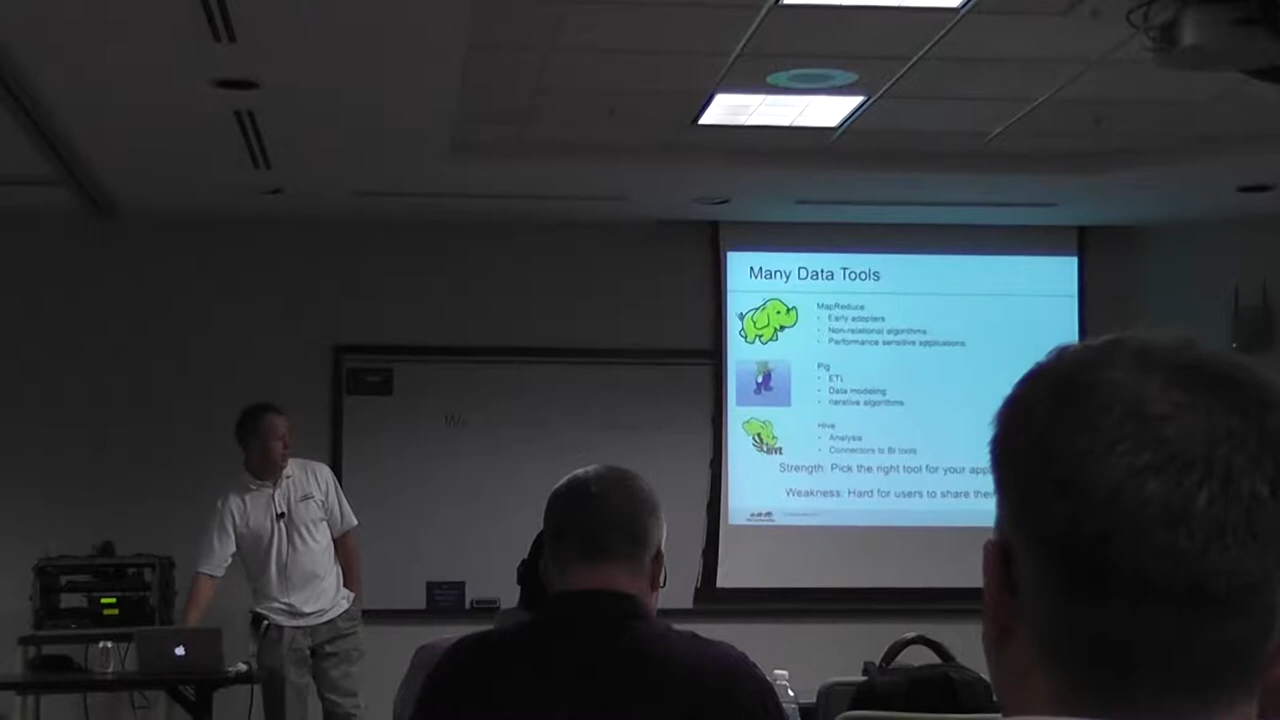 Many Data Tools
MapReduce
• Early adopters
• Non-relational algorithms
• Performance sensitive applications
Pig
• ETL
• Data modeling
• Iterative algorithms
Hive
• Analysis
• Connectors to BI tools
HIVE
Strength: Pick the right tool for your app
Weakness: Hard for users to share their